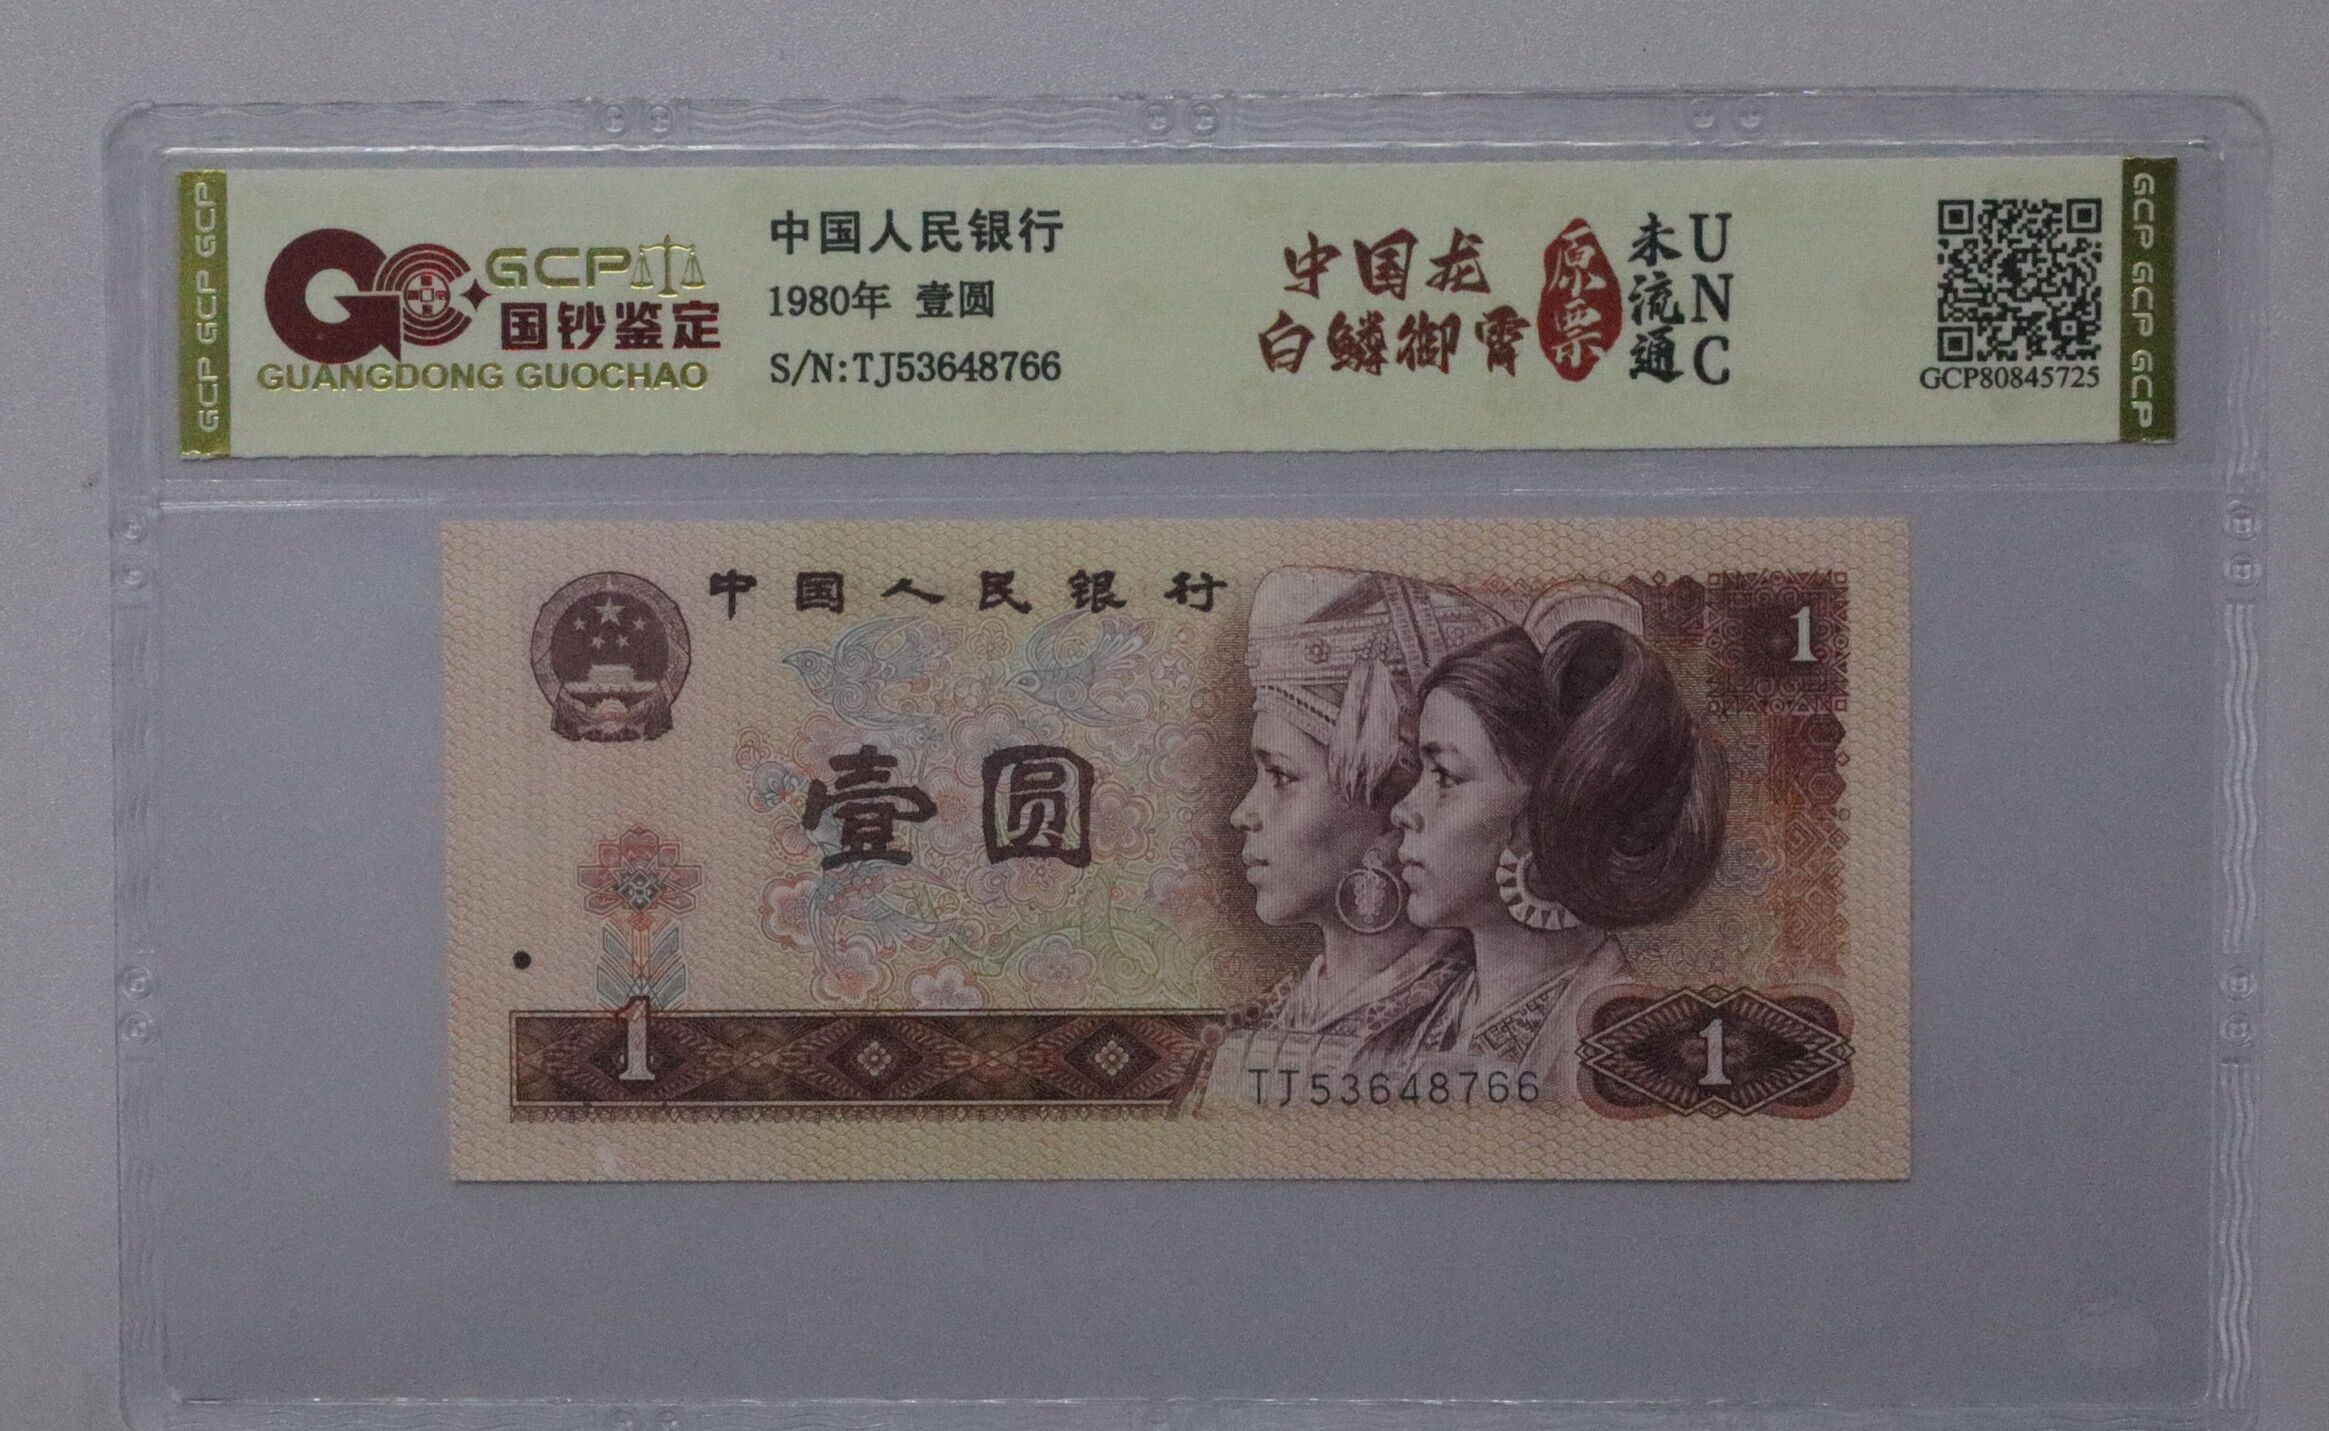 GCP GCP GCP
GCP
国钞鉴定
GUANGDONG GUOCHAO
中国人民银行
1980年 壹圆
S/N:TJ53648766
中国龙
白鳞御霄
原票
未流通
UNC
GCP80845725
GCP GCP GCP
中国人民银行
壹圆
1
1
TJ53648766
1